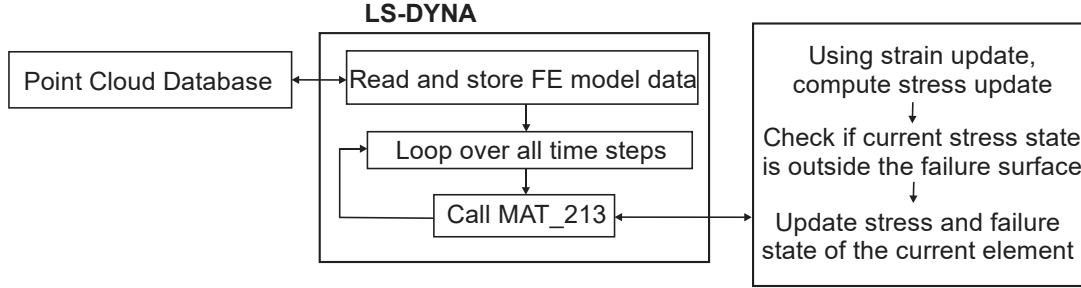 LS-DYNA
Point Cloud Database
Read and store FE model data
Loop over all time steps
Call MAT_213
Using strain update,
compute stress update
Check if current stress state
is outside the failure surface
Update stress and failure
state of the current element